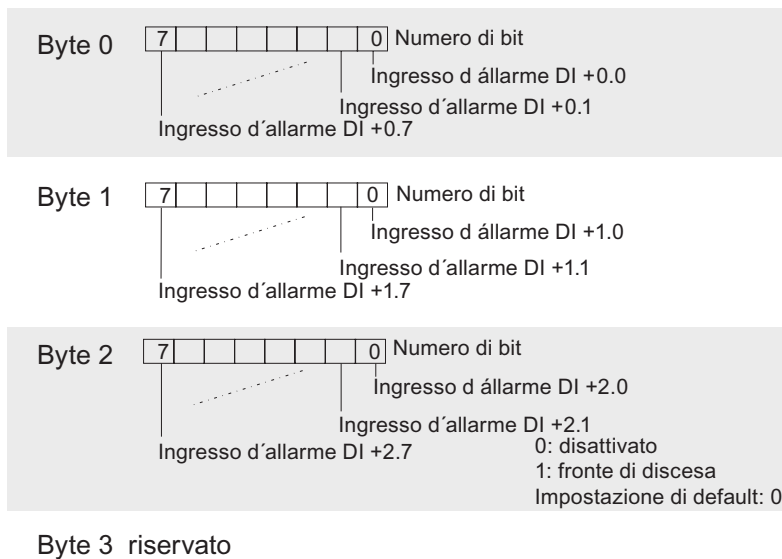 Byte 0 7 0 Numero di bit
Ingresso d állarme DI +0.0
Ingresso d´allarme DI +0.1
Ingresso d´allarme DI +0.7
Byte 1 7 0 Numero di bit
Ingresso d állarme DI +1.0
Ingresso d´allarme DI +1.1
Ingresso d´allarme DI +1.7
Byte 2 7 0 Numero di bit
Ingresso d állarme DI +2.0
Ingresso d´allarme DI +2.1
Ingresso d´allarme DI +2.7
0: disattivato
1: fronte di discesa
Impostazione di default: 0
Byte 3 riservato